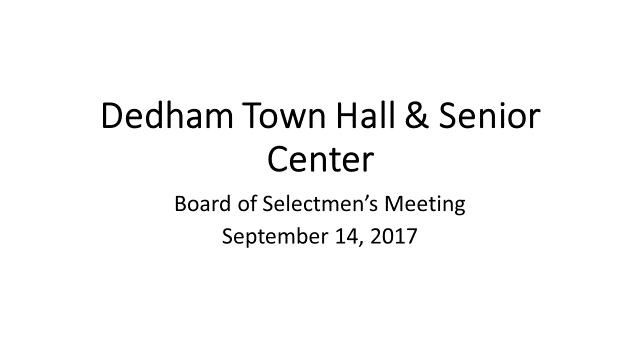 Dedham Town Hall & Senior
Center
Board of Selectmen’s Meeting
September 14, 2017